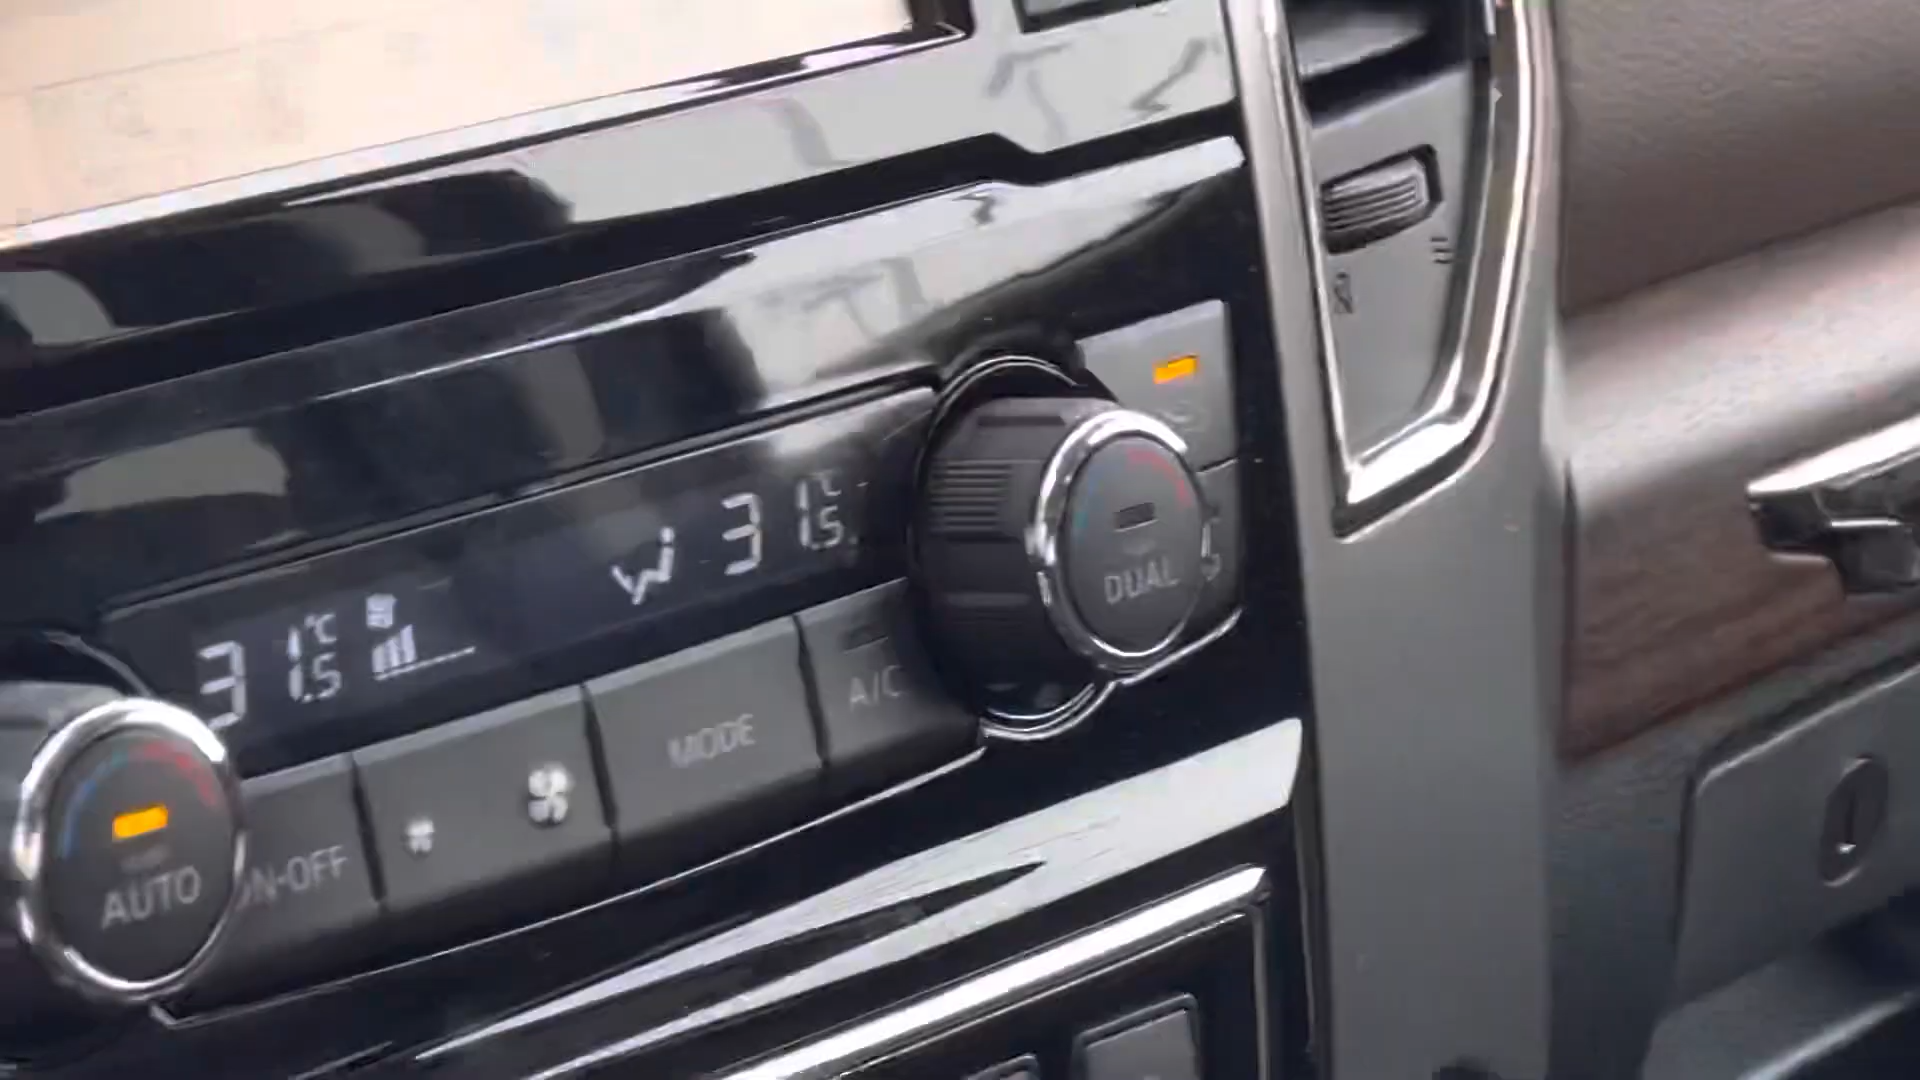 31.5°C
31.5°C
DUAL
A/C
MODE
ON-OFF
AUTO